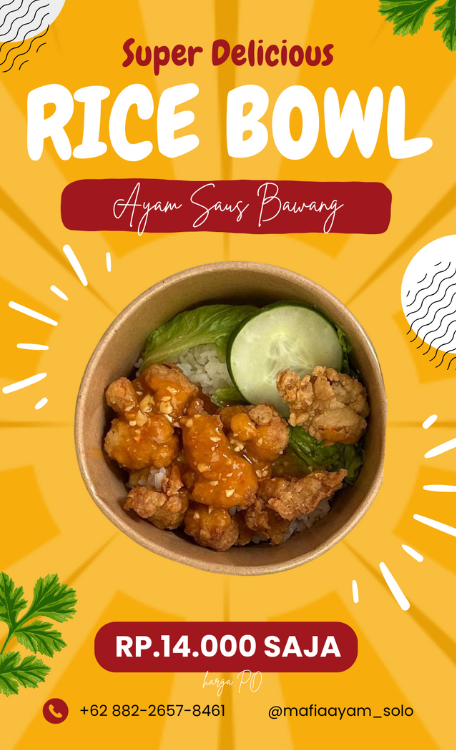 Super Delicious
RICE BOWL
Ayam Saus Bawang
RP.14.000 SAJA
harga PO
+62 882-2657-8461
@mafiaayam_solo